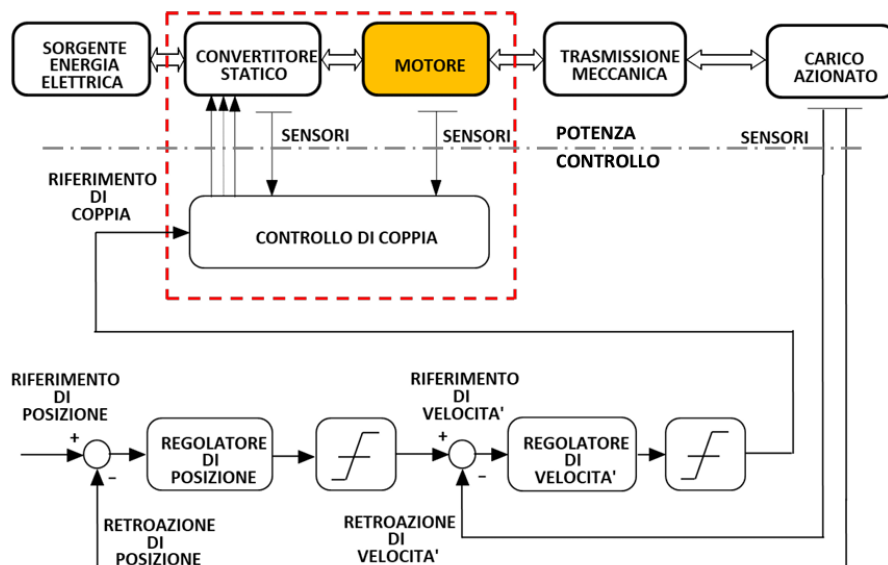 SORGENTE
ENERGIA
ELETTRICA
CONVERTITORE
STATICO
MOTORE
TRASMISSIONE
MECCANICA
CARICO
AZIONATO
SENSORI
SENSORI
POTENZA
SENSORI
CONTROLLO
RIFERIMENTO
DI
COPPIA
CONTROLLO DI COPPIA
RIFERIMENTO
DI
POSIZIONE
+
–
REGOLATORE
DI
POSIZIONE
RETROAZIONE
DI
POSIZIONE
RIFERIMENTO
DI
VELOCITA'
+
–
REGOLATORE
DI
VELOCITA'
RETROAZIONE
DI
VELOCITA'